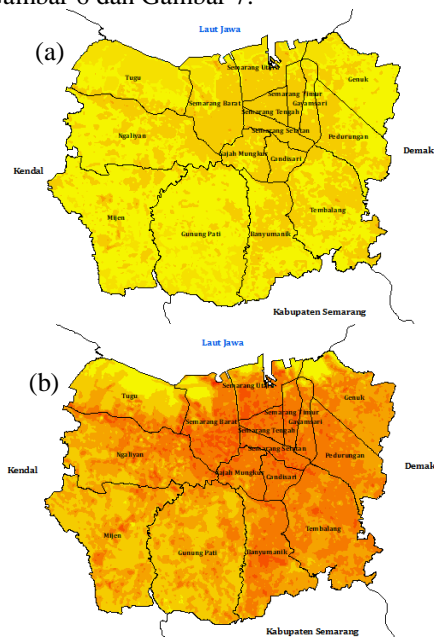 Gambar 6 dan Gambar 7.
(a)
Laut Jawa
Semarang Utara
Tugu
Genuk
Semarang Timur
Semarang Barat
Gayamsari
Semarang Tengah
Semarang Selatan
Ngaliyan
Pedurungan
Demak
Gajah Mungkur
Candisari
Kendal
Mijen
Tembalang
Gunung Pati
Banyumanik
Kabupaten Semarang
(b)
Laut Jawa
Semarang Utara
Tugu
Genuk
Semarang Timur
Semarang Barat
Gayamsari
Semarang Tengah
Semarang Selatan
Ngaliyan
Pedurungan
Kendal
Gajah Mungkur
Demak
Candisari
Tembalang
Mijen
Gunung Pati
Banyumanik
Kabupaten Semarang